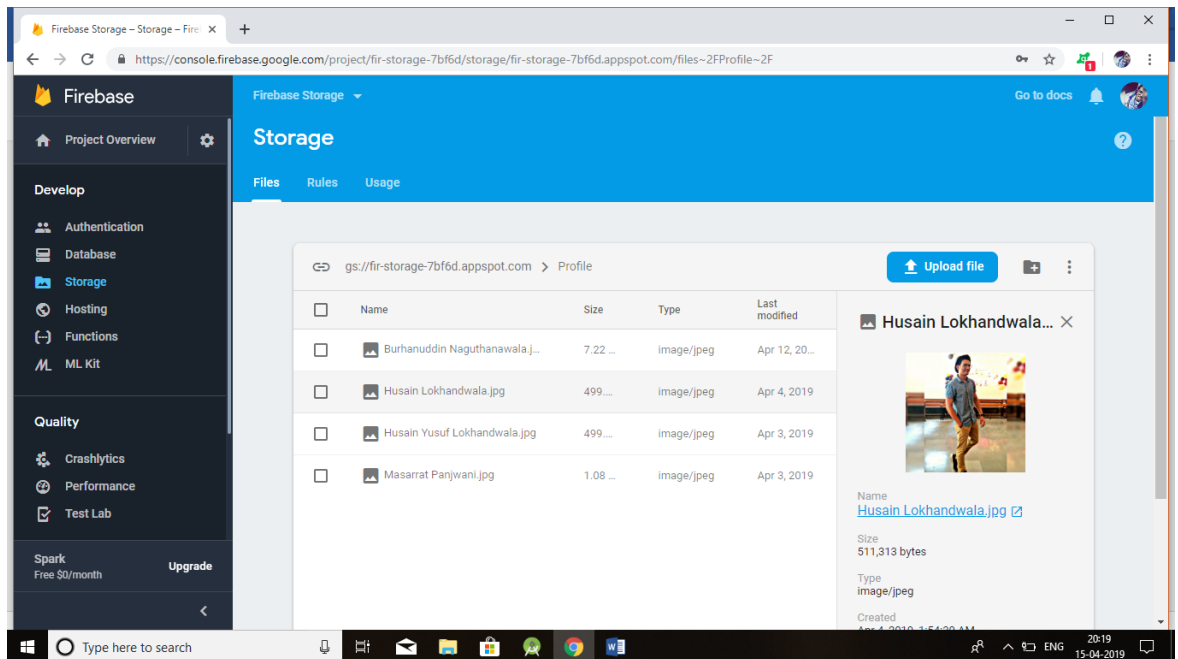 Firebase Storage – Storage – Fire
https://console.firebase.google.com/project/fir-storage-7bf6d/storage/fir-storage-7bf6d.appspot.com/files~2FProfile~2F
1
Firebase
Firebase Storage
Go to docs
Project Overview
Storage
Files Rules Usage
Develop
Authentication
Database
Storage
Hosting
Functions
ML Kit
Quality
Crashlytics
Performance
Test Lab
Spark
Free $0/month
Upgrade
gs://fir-storage-7bf6d.appspot.com > Profile
Upload file
Name Size Type Last modified
Burhanuddin Naguthanawala.j... 7.22 ... image/jpeg Apr 12, 20...
Husain Lokhandwala.jpg 499.... image/jpeg Apr 4, 2019
Husain Yusuf Lokhandwala.jpg 499.... image/jpeg Apr 3, 2019
Masarrat Panjwani.jpg 1.08 ... image/jpeg Apr 3, 2019
Husain Lokhandwala...
Name
Husain Lokhandwala.jpg
Size
511,313 bytes
Type
image/jpeg
Created
Type here to search
ENG
20:19
15-04-2019